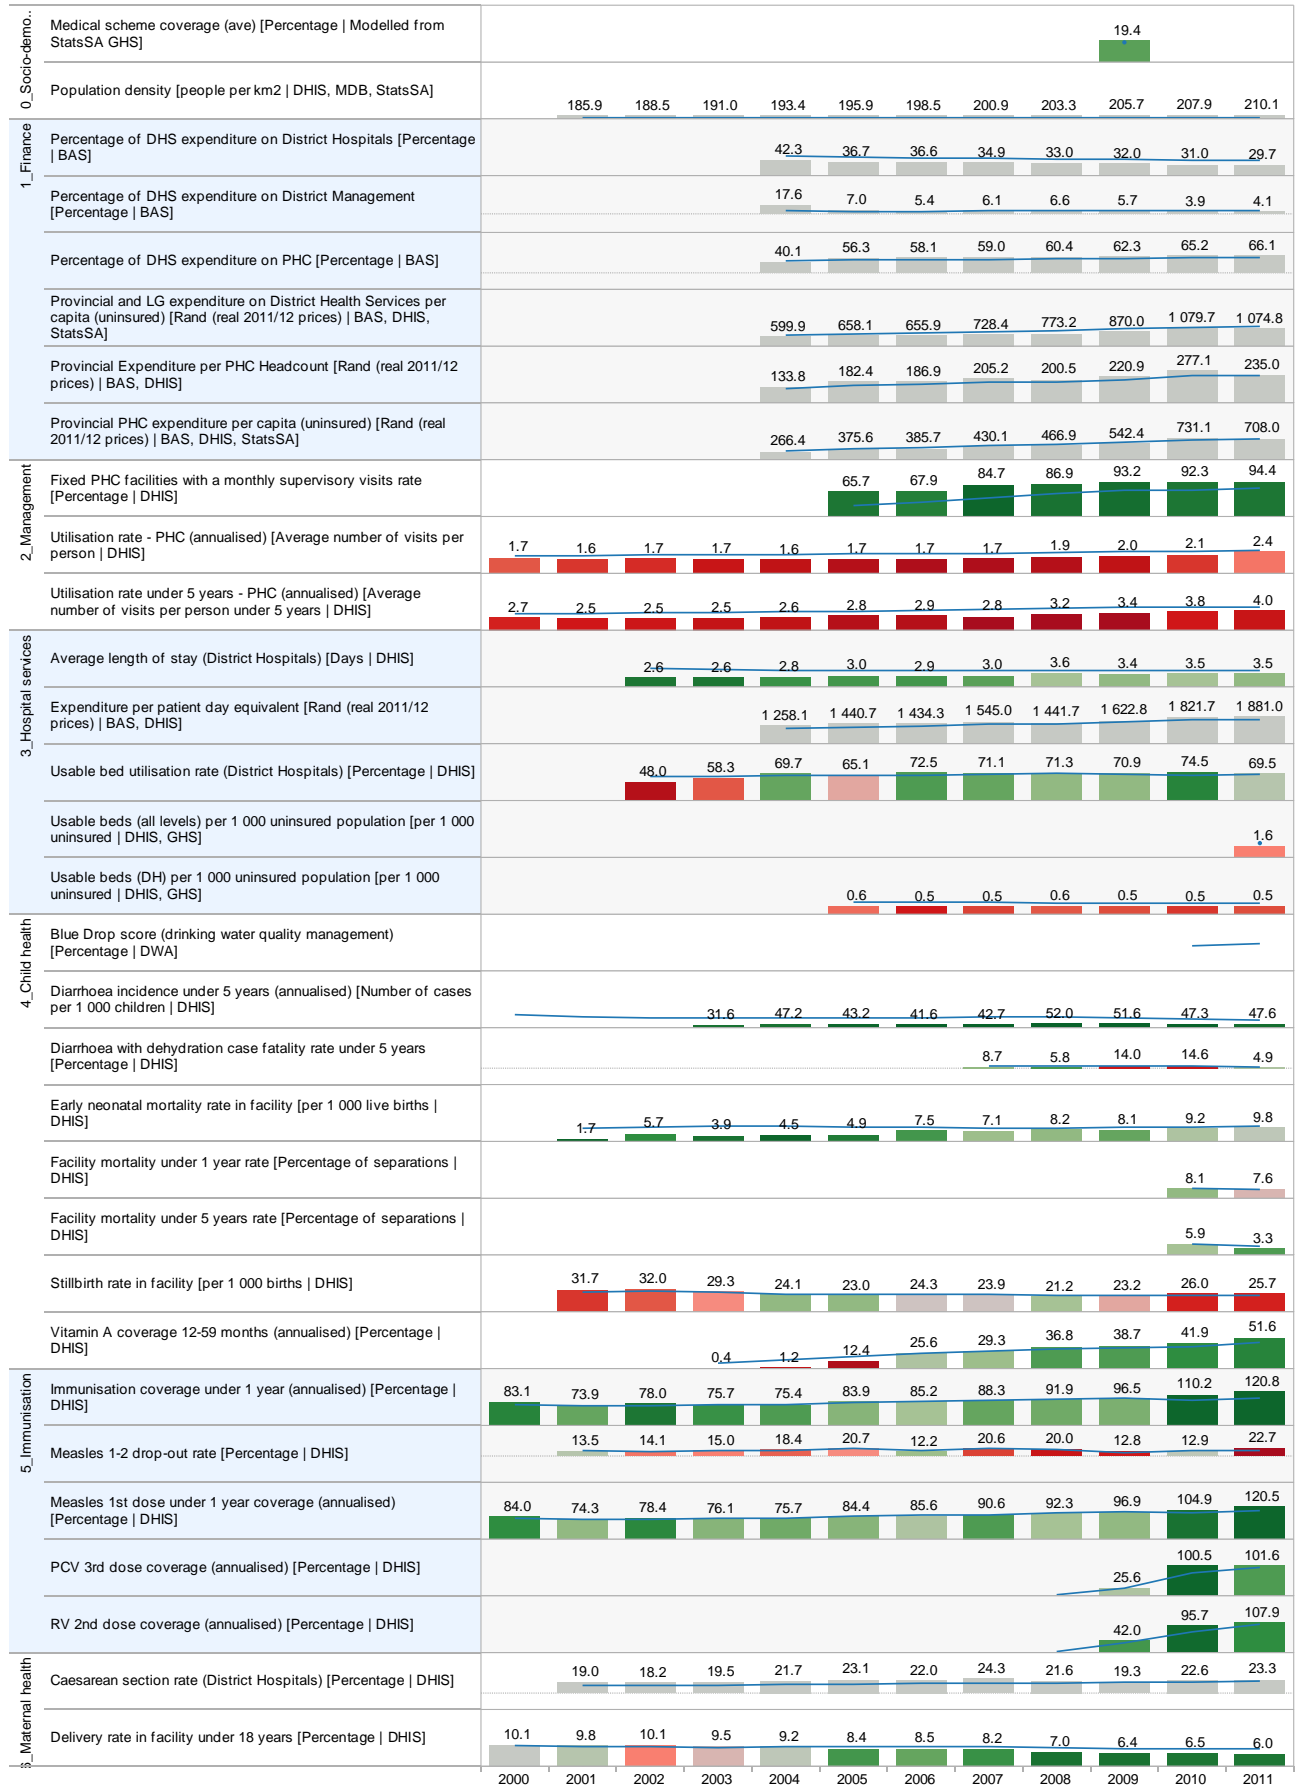 0_Socio-demo..
Medical scheme coverage (ave) [Percentage | Modelled from
StatsSA GHS]
19.4
Population density [people per km2 | DHIS, MDB, StatsSA]
185.9 188.5 191.0 193.4 195.9 198.5 200.9 203.3 205.7 207.9 210.1
1_Finance
Percentage of DHS expenditure on District Hospitals [Percentage
| BAS]
42.3 36.7 36.6 34.9 33.0 32.0 31.0 29.7
Percentage of DHS expenditure on District Management
[Percentage | BAS]
17.6 7.0 5.4 6.1 6.6 5.7 3.9 4.1
Percentage of DHS expenditure on PHC [Percentage | BAS]
40.1 56.3 58.1 59.0 60.4 62.3 65.2 66.1
Provincial and LG expenditure on District Health Services per
capita (uninsured) [Rand (real 2011/12 prices) | BAS, DHIS,
StatsSA]
599.9 658.1 655.9 728.4 773.2 870.0 1 079.7 1 074.8
Provincial Expenditure per PHC Headcount [Rand (real 2011/12
prices) | BAS, DHIS]
133.8 182.4 186.9 205.2 200.5 220.9 277.1 235.0
Provincial PHC expenditure per capita (uninsured) [Rand (real
2011/12 prices) | BAS, DHIS, StatsSA]
266.4 375.6 385.7 430.1 466.9 542.4 731.1 708.0
2_Management
Fixed PHC facilities with a monthly supervisory visits rate
[Percentage | DHIS]
65.7 67.9 84.7 86.9 93.2 92.3 94.4
Utilisation rate - PHC (annualised) [Average number of visits per
person | DHIS]
1.7 1.6 1.7 1.7 1.6 1.7 1.7 1.7 1.9 2.0 2.1 2.4
Utilisation rate under 5 years - PHC (annualised) [Average
number of visits per person under 5 years | DHIS]
2.7 2.5 2.5 2.5 2.6 2.8 2.9 2.8 3.2 3.4 3.8 4.0
3_Hospital services
Average length of stay (District Hospitals) [Days | DHIS]
2.6 2.6 2.8 3.0 2.9 3.0 3.6 3.4 3.5 3.5
Expenditure per patient day equivalent [Rand (real 2011/12
prices) | BAS, DHIS]
1 258.1 1 440.7 1 434.3 1 545.0 1 441.7 1 622.8 1 821.7 1 881.0
Usable bed utilisation rate (District Hospitals) [Percentage | DHIS]
48.0 58.3 69.7 65.1 72.5 71.1 71.3 70.9 74.5 69.5
Usable beds (all levels) per 1 000 uninsured population [per 1 000
uninsured | DHIS, GHS]
1.6
Usable beds (DH) per 1 000 uninsured population [per 1 000
uninsured | DHIS, GHS]
0.6 0.5 0.5 0.6 0.5 0.5 0.5
4_Child health
Blue Drop score (drinking water quality management)
[Percentage | DWA]
Diarrhoea incidence under 5 years (annualised) [Number of cases
per 1 000 children | DHIS]
31.6 47.2 43.2 41.6 42.7 52.0 51.6 47.3 47.6
Diarrhoea with dehydration case fatality rate under 5 years
[Percentage | DHIS]
8.7 5.8 14.0 14.6 4.9
Early neonatal mortality rate in facility [per 1 000 live births |
DHIS]
1.7 5.7 3.9 4.5 4.9 7.5 7.1 8.2 8.1 9.2 9.8
Facility mortality under 1 year rate [Percentage of separations |
DHIS]
8.1 7.6
Facility mortality under 5 years rate [Percentage of separations |
DHIS]
5.9 3.3
Stillbirth rate in facility [per 1 000 births | DHIS]
31.7 32.0 29.3 24.1 23.0 24.3 23.9 21.2 23.2 26.0 25.7
Vitamin A coverage 12-59 months (annualised) [Percentage |
DHIS]
0.4 1.2 12.4 25.6 29.3 36.8 38.7 41.9 51.6
5_Immunisation
Immunisation coverage under 1 year (annualised) [Percentage |
DHIS]
83.1 73.9 78.0 75.7 75.4 83.9 85.2 88.3 91.9 96.5 110.2 120.8
Measles 1-2 drop-out rate [Percentage | DHIS]
13.5 14.1 15.0 18.4 20.7 12.2 20.6 20.0 12.8 12.9 22.7
Measles 1st dose under 1 year coverage (annualised)
[Percentage | DHIS]
84.0 74.3 78.4 76.1 75.7 84.4 85.6 90.6 92.3 96.9 104.9 120.5
PCV 3rd dose coverage (annualised) [Percentage | DHIS]
25.6 100.5 101.6
RV 2nd dose coverage (annualised) [Percentage | DHIS]
42.0 95.7 107.9
6_Maternal health
Caesarean section rate (District Hospitals) [Percentage | DHIS]
19.0 18.2 19.5 21.7 23.1 22.0 24.3 21.6 19.3 22.6 23.3
Delivery rate in facility under 18 years [Percentage | DHIS]
10.1 9.8 10.1 9.5 9.2 8.4 8.5 8.2 7.0 6.4 6.5 6.0
2000 2001 2002 2003 2004 2005 2006 2007 2008 2009 2010 2011